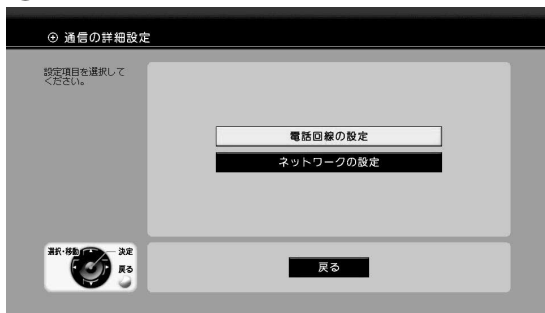 ⊕ 通信の詳細設定
設定項目を選択して
ください。
電話回線の設定
ネットワークの設定
選択・移動 決定
戻る
戻る